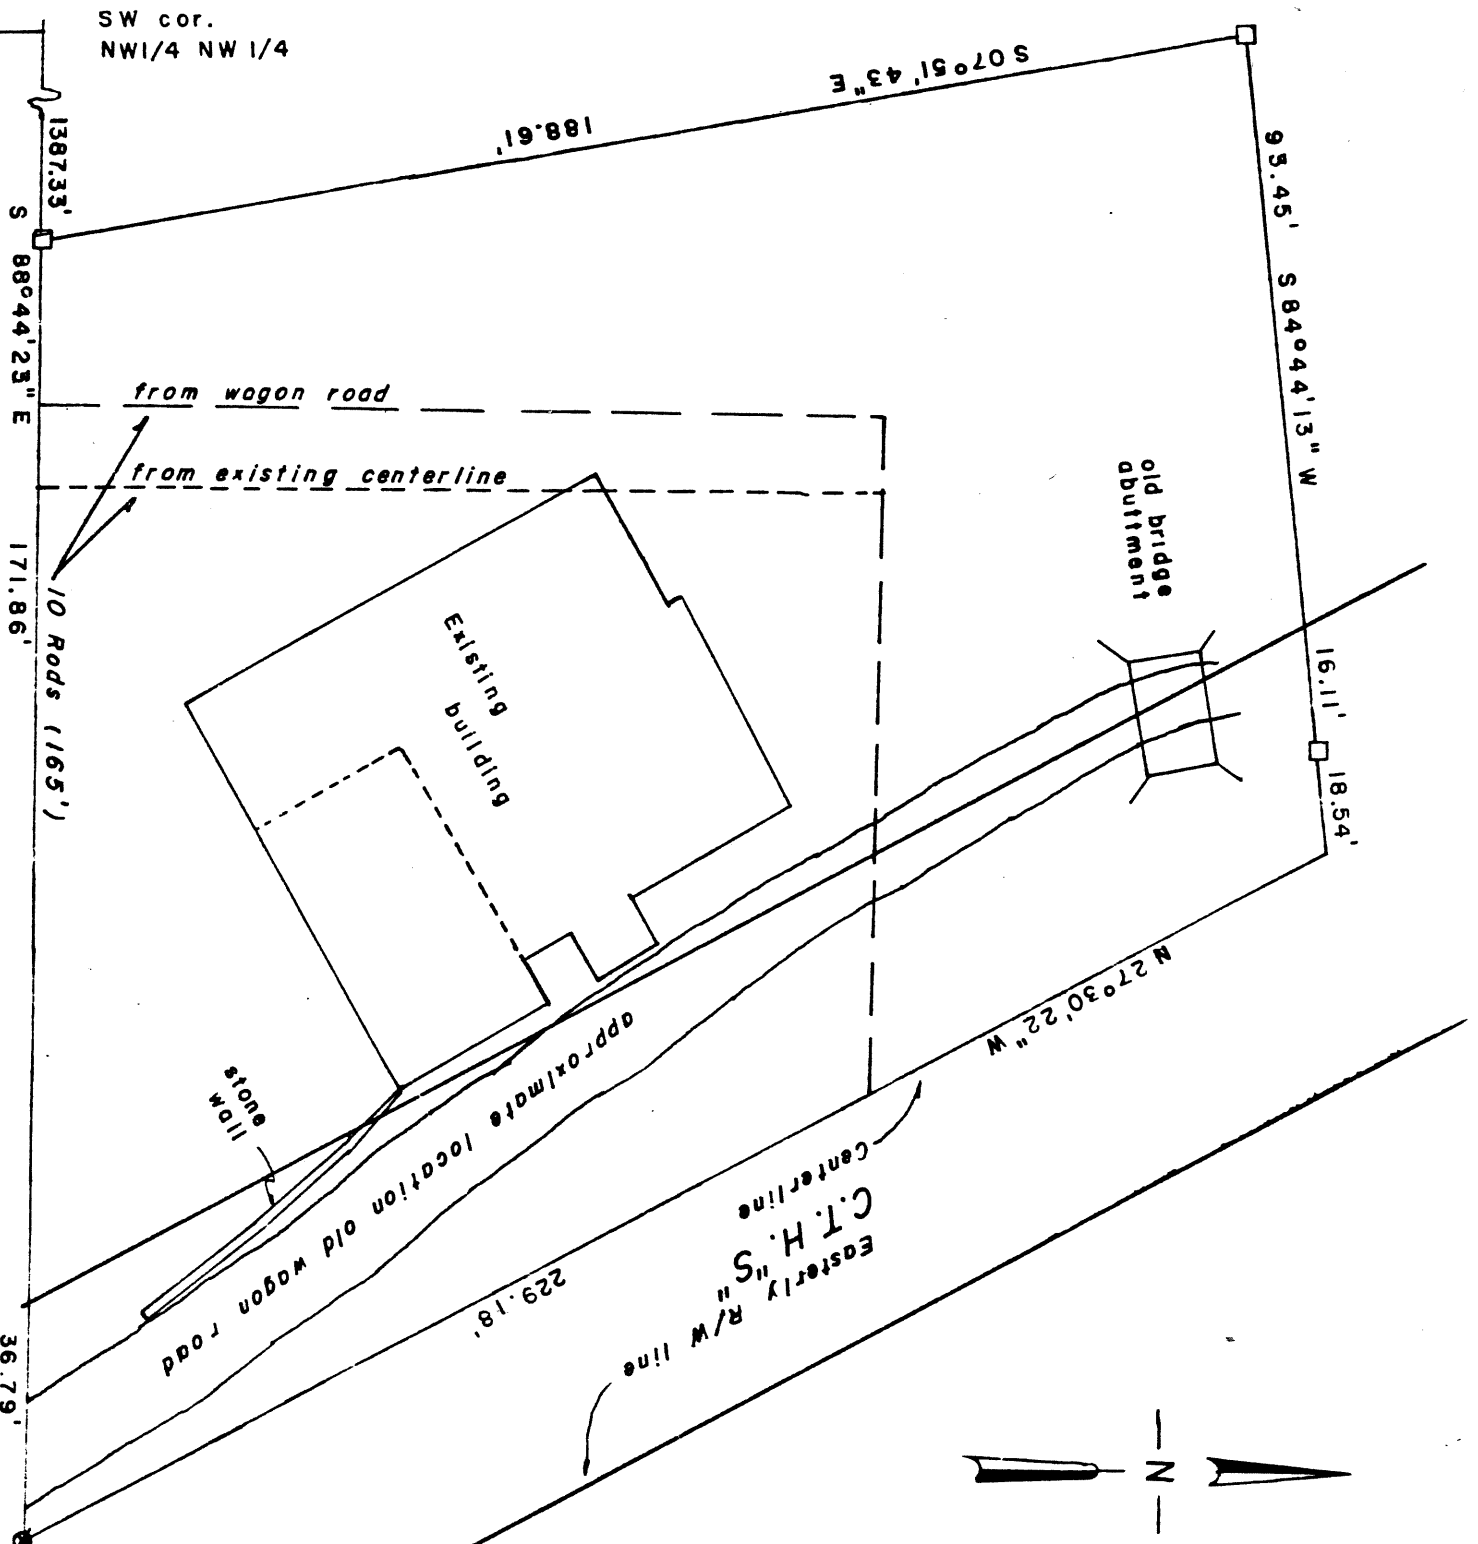 SW cor.
NW1/4 NW 1/4
S 07°51'43" E
188.61'
1387.33'
S 88°44'23" E 171.86'
36.79'
95.45' S 84°44'13" W
16.11'
18.54'
from wagon road
from existing centerline
10 Rods (165')
old bridge
abuttment
Existing
building
stone
wall
approximate location old wagon road
N 27°30'22" W
229.18'
Centerline
C.T.H. "S"
Easterly R/W line
N